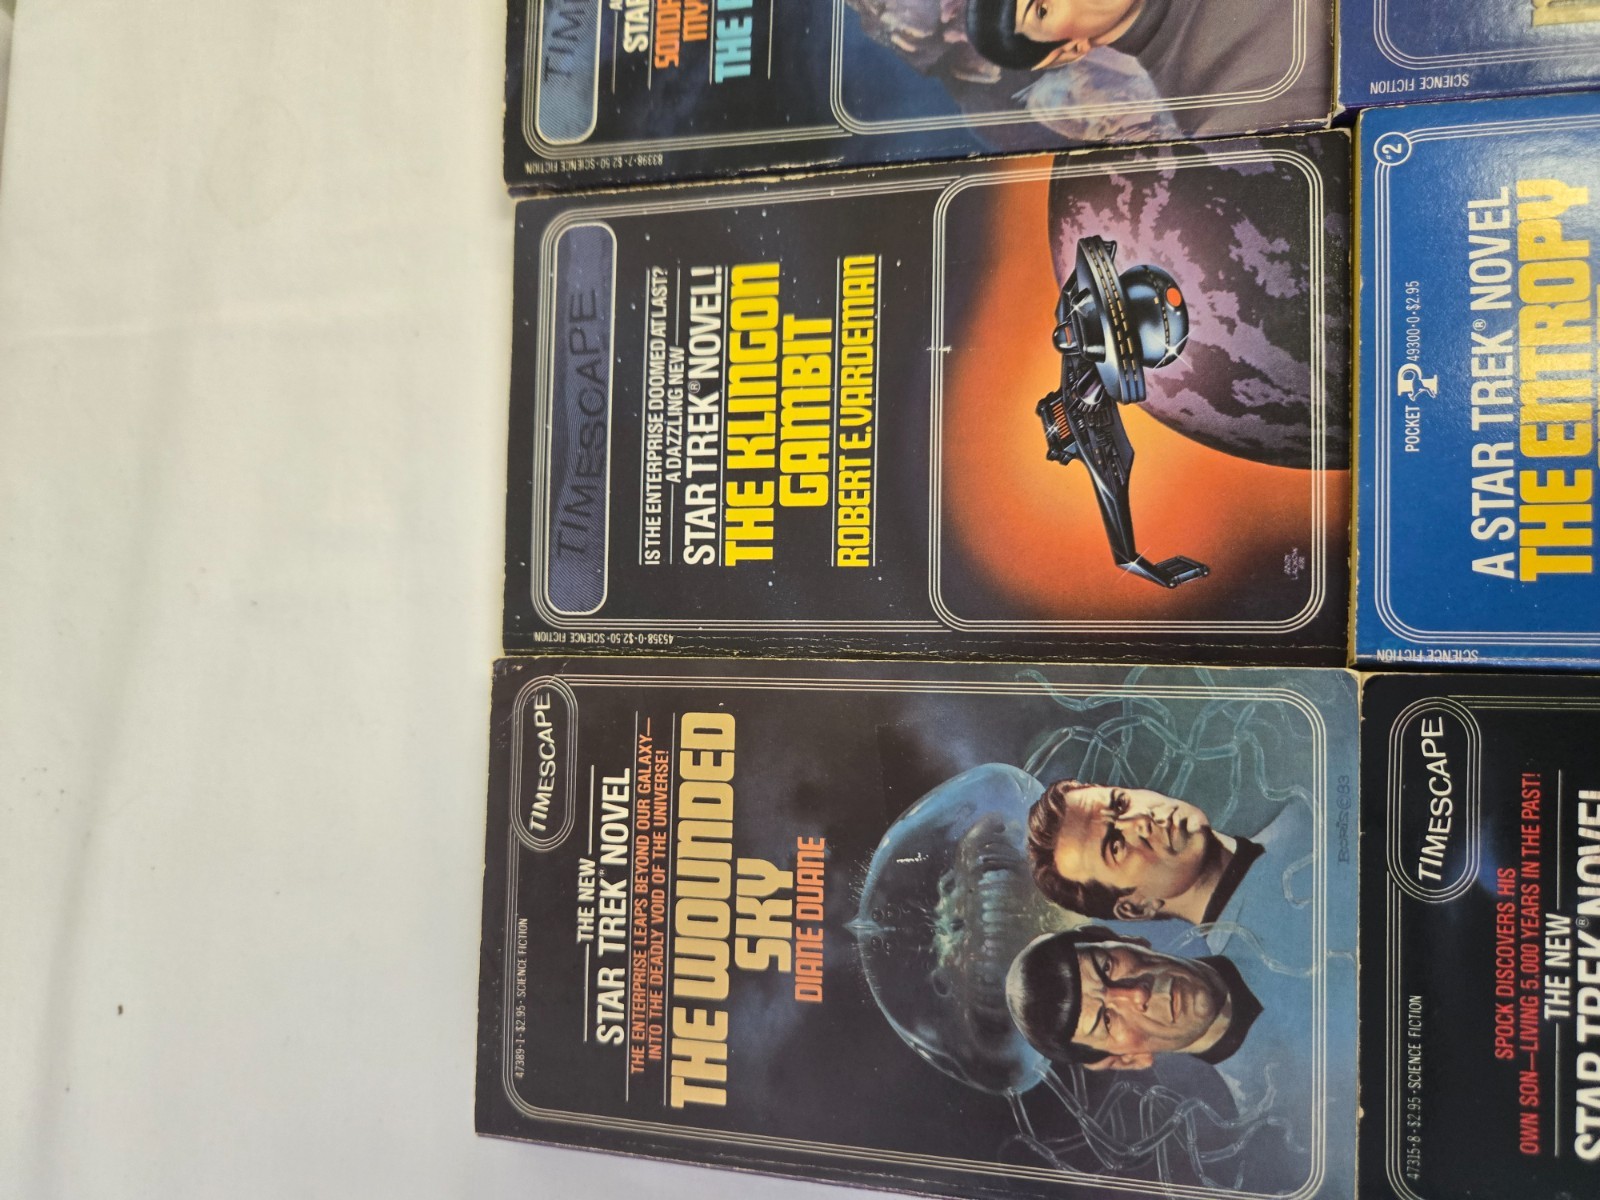 TIME
STAR
THE
SCIENCE FICTION
83398-7·$2.50·SCIENCE FICTION
TIMESCAPE
IS THE ENTERPRISE DOOMED AT LAST?
A DAZZLING NEW
STAR TREK® NOVEL!
THE KLINGON
GAMBIT
ROBERT E. VARDEMAN
45358-0·$2.50·SCIENCE FICTION
#2
POCKET 49300-0·$2.95
A STAR TREK® NOVEL
THE ENTROPY
SCIENCE FICTION
TIMESCAPE
47389-1·$2.95·SCIENCE FICTION
THE NEW
STAR TREK® NOVEL
THE ENTERPRISE LEAPS BEYOND OUR GALAXY—
INTO THE DEADLY VOID OF THE UNIVERSE!
THE WOUNDED
SKY
DIANE DUANE
BORIS©83
TIMESCAPE
47315-8·$2.95·SCIENCE FICTION
SPOCK DISCOVERS HIS
OWN SON—LIVING 5,000 YEARS IN THE PAST!
THE NEW
STAR TREK® NOVEL